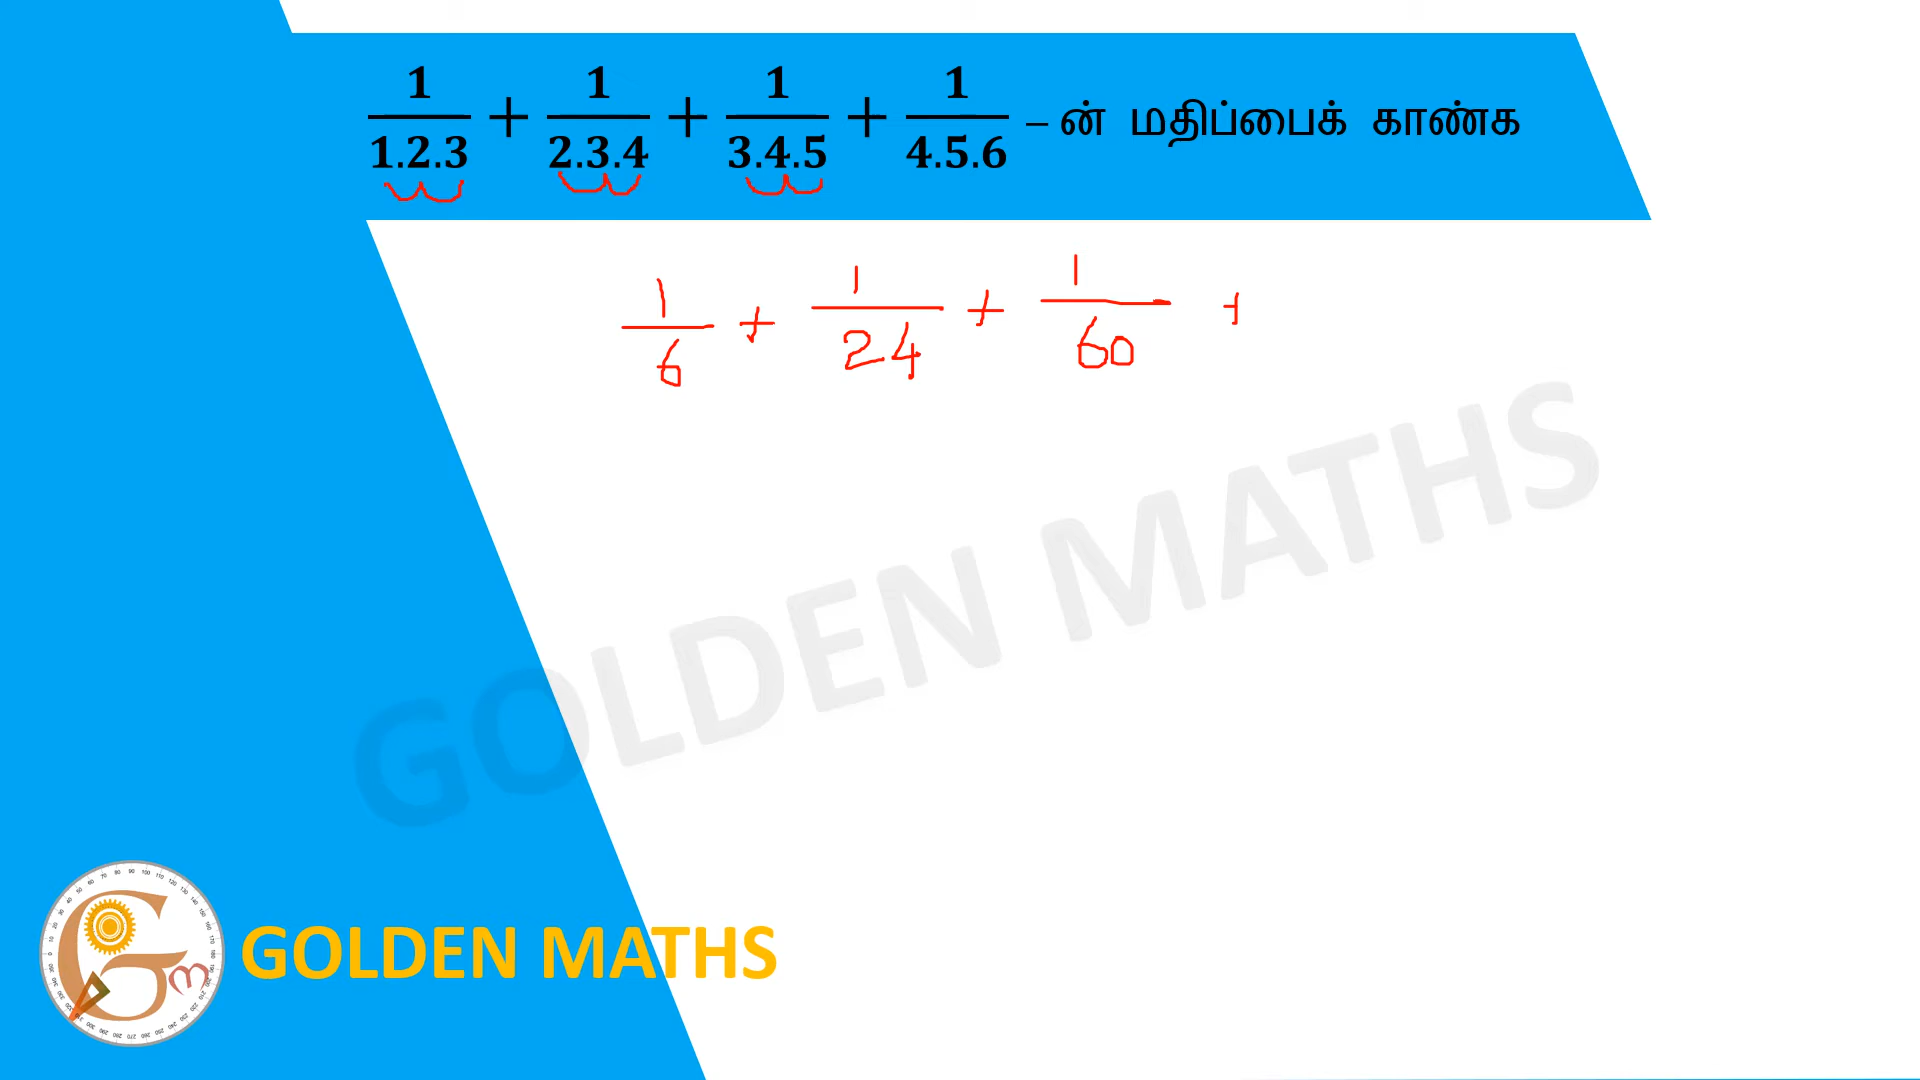 1/1.2.3 + 1/2.3.4 + 1/3.4.5 + 1/4.5.6 – ன் மதிப்பைக் காண்க
1/6 + 1/24 + 1/60 +
GOLDEN MATHS
GOLDEN MATHS